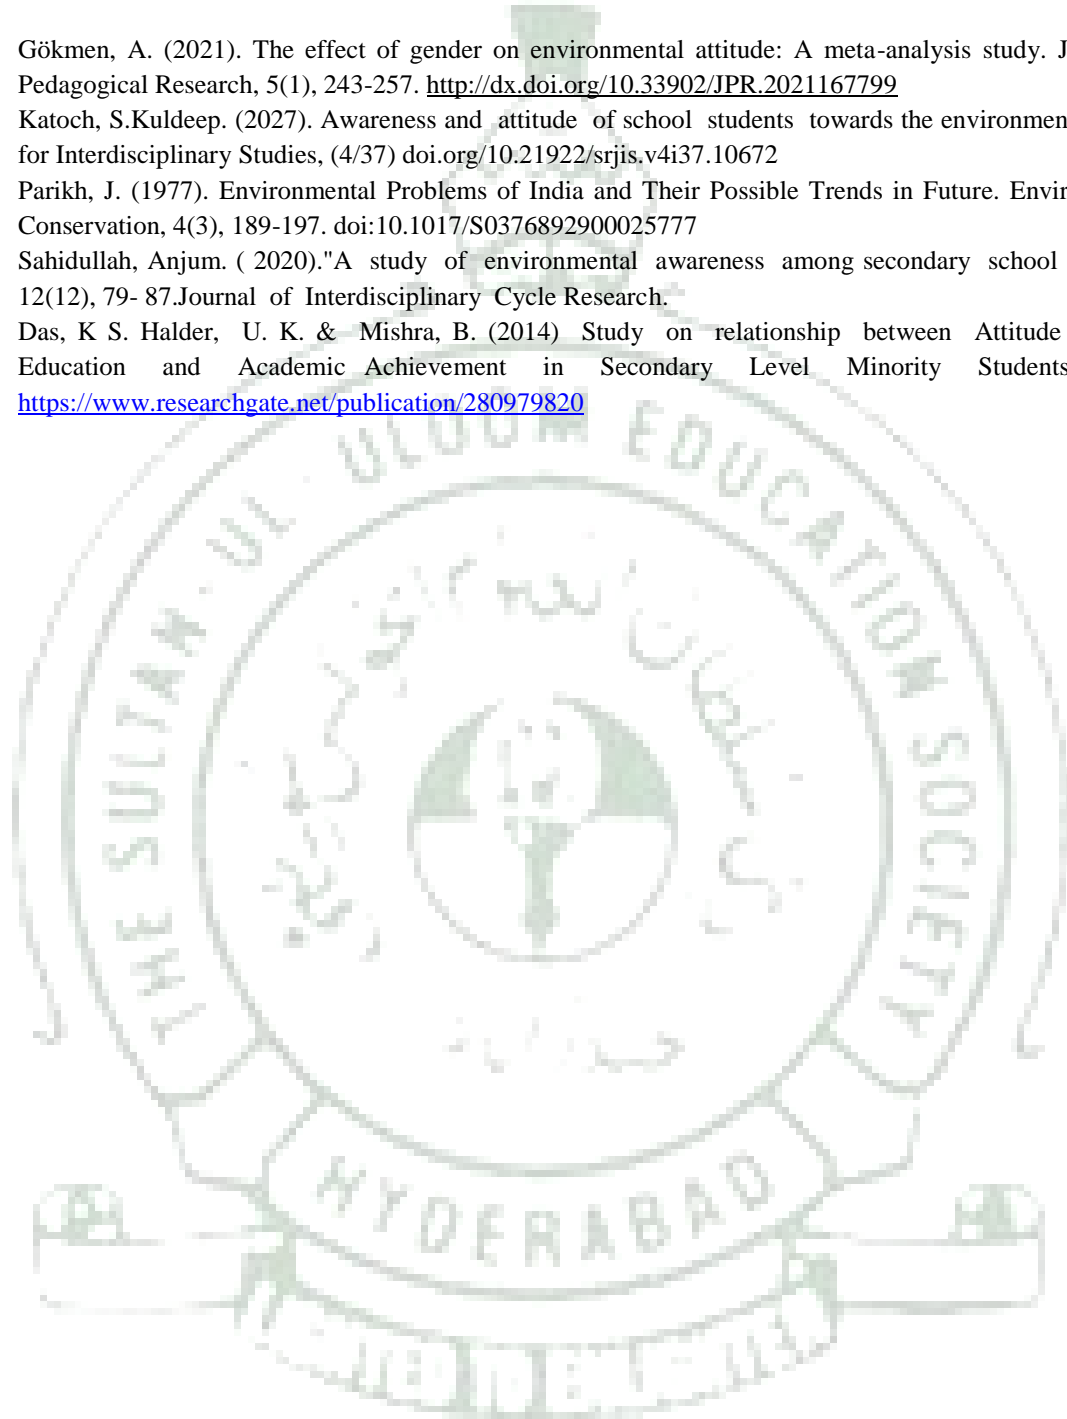 Gökmen, A. (2021). The effect of gender on environmental attitude: A meta-analysis study. J
Pedagogical Research, 5(1), 243-257. http://dx.doi.org/10.33902/JPR.2021167799
Katoch, S.Kuldeep. (2027). Awareness and attitude of school students towards the environmen
for Interdisciplinary Studies, (4/37) doi.org/10.21922/srjis.v4i37.10672
Parikh, J. (1977). Environmental Problems of India and Their Possible Trends in Future. Envir
Conservation, 4(3), 189-197. doi:10.1017/S0376892900025777
Sahidullah, Anjum. ( 2020)."A study of environmental awareness among secondary school
12(12), 79- 87.Journal of Interdisciplinary Cycle Research.
Das, K S. Halder, U. K. & Mishra, B. (2014) Study on relationship between Attitude
Education and Academic Achievement in Secondary Level Minority Students
https://www.researchgate.net/publication/280979820
THE SULTAN-UL-ULOOM EDUCATION SOCIETY
HYDERABAD